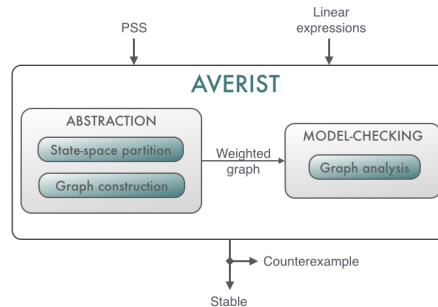 PSS
Linear
expressions
AVERIST
ABSTRACTION
State-space partition
Graph construction
Weighted
graph
MODEL-CHECKING
Graph analysis
Counterexample
Stable